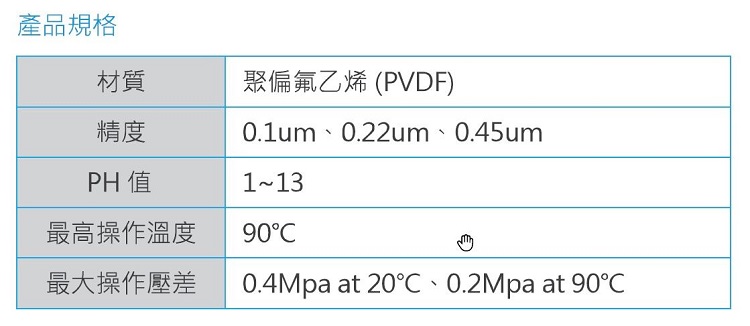 產品規格
材質 聚偏氟乙烯 (PVDF)
精度 0.1um、0.22um、0.45um
PH 值 1~13
最高操作溫度 90℃
最大操作壓差 0.4Mpa at 20℃、0.2Mpa at 90℃